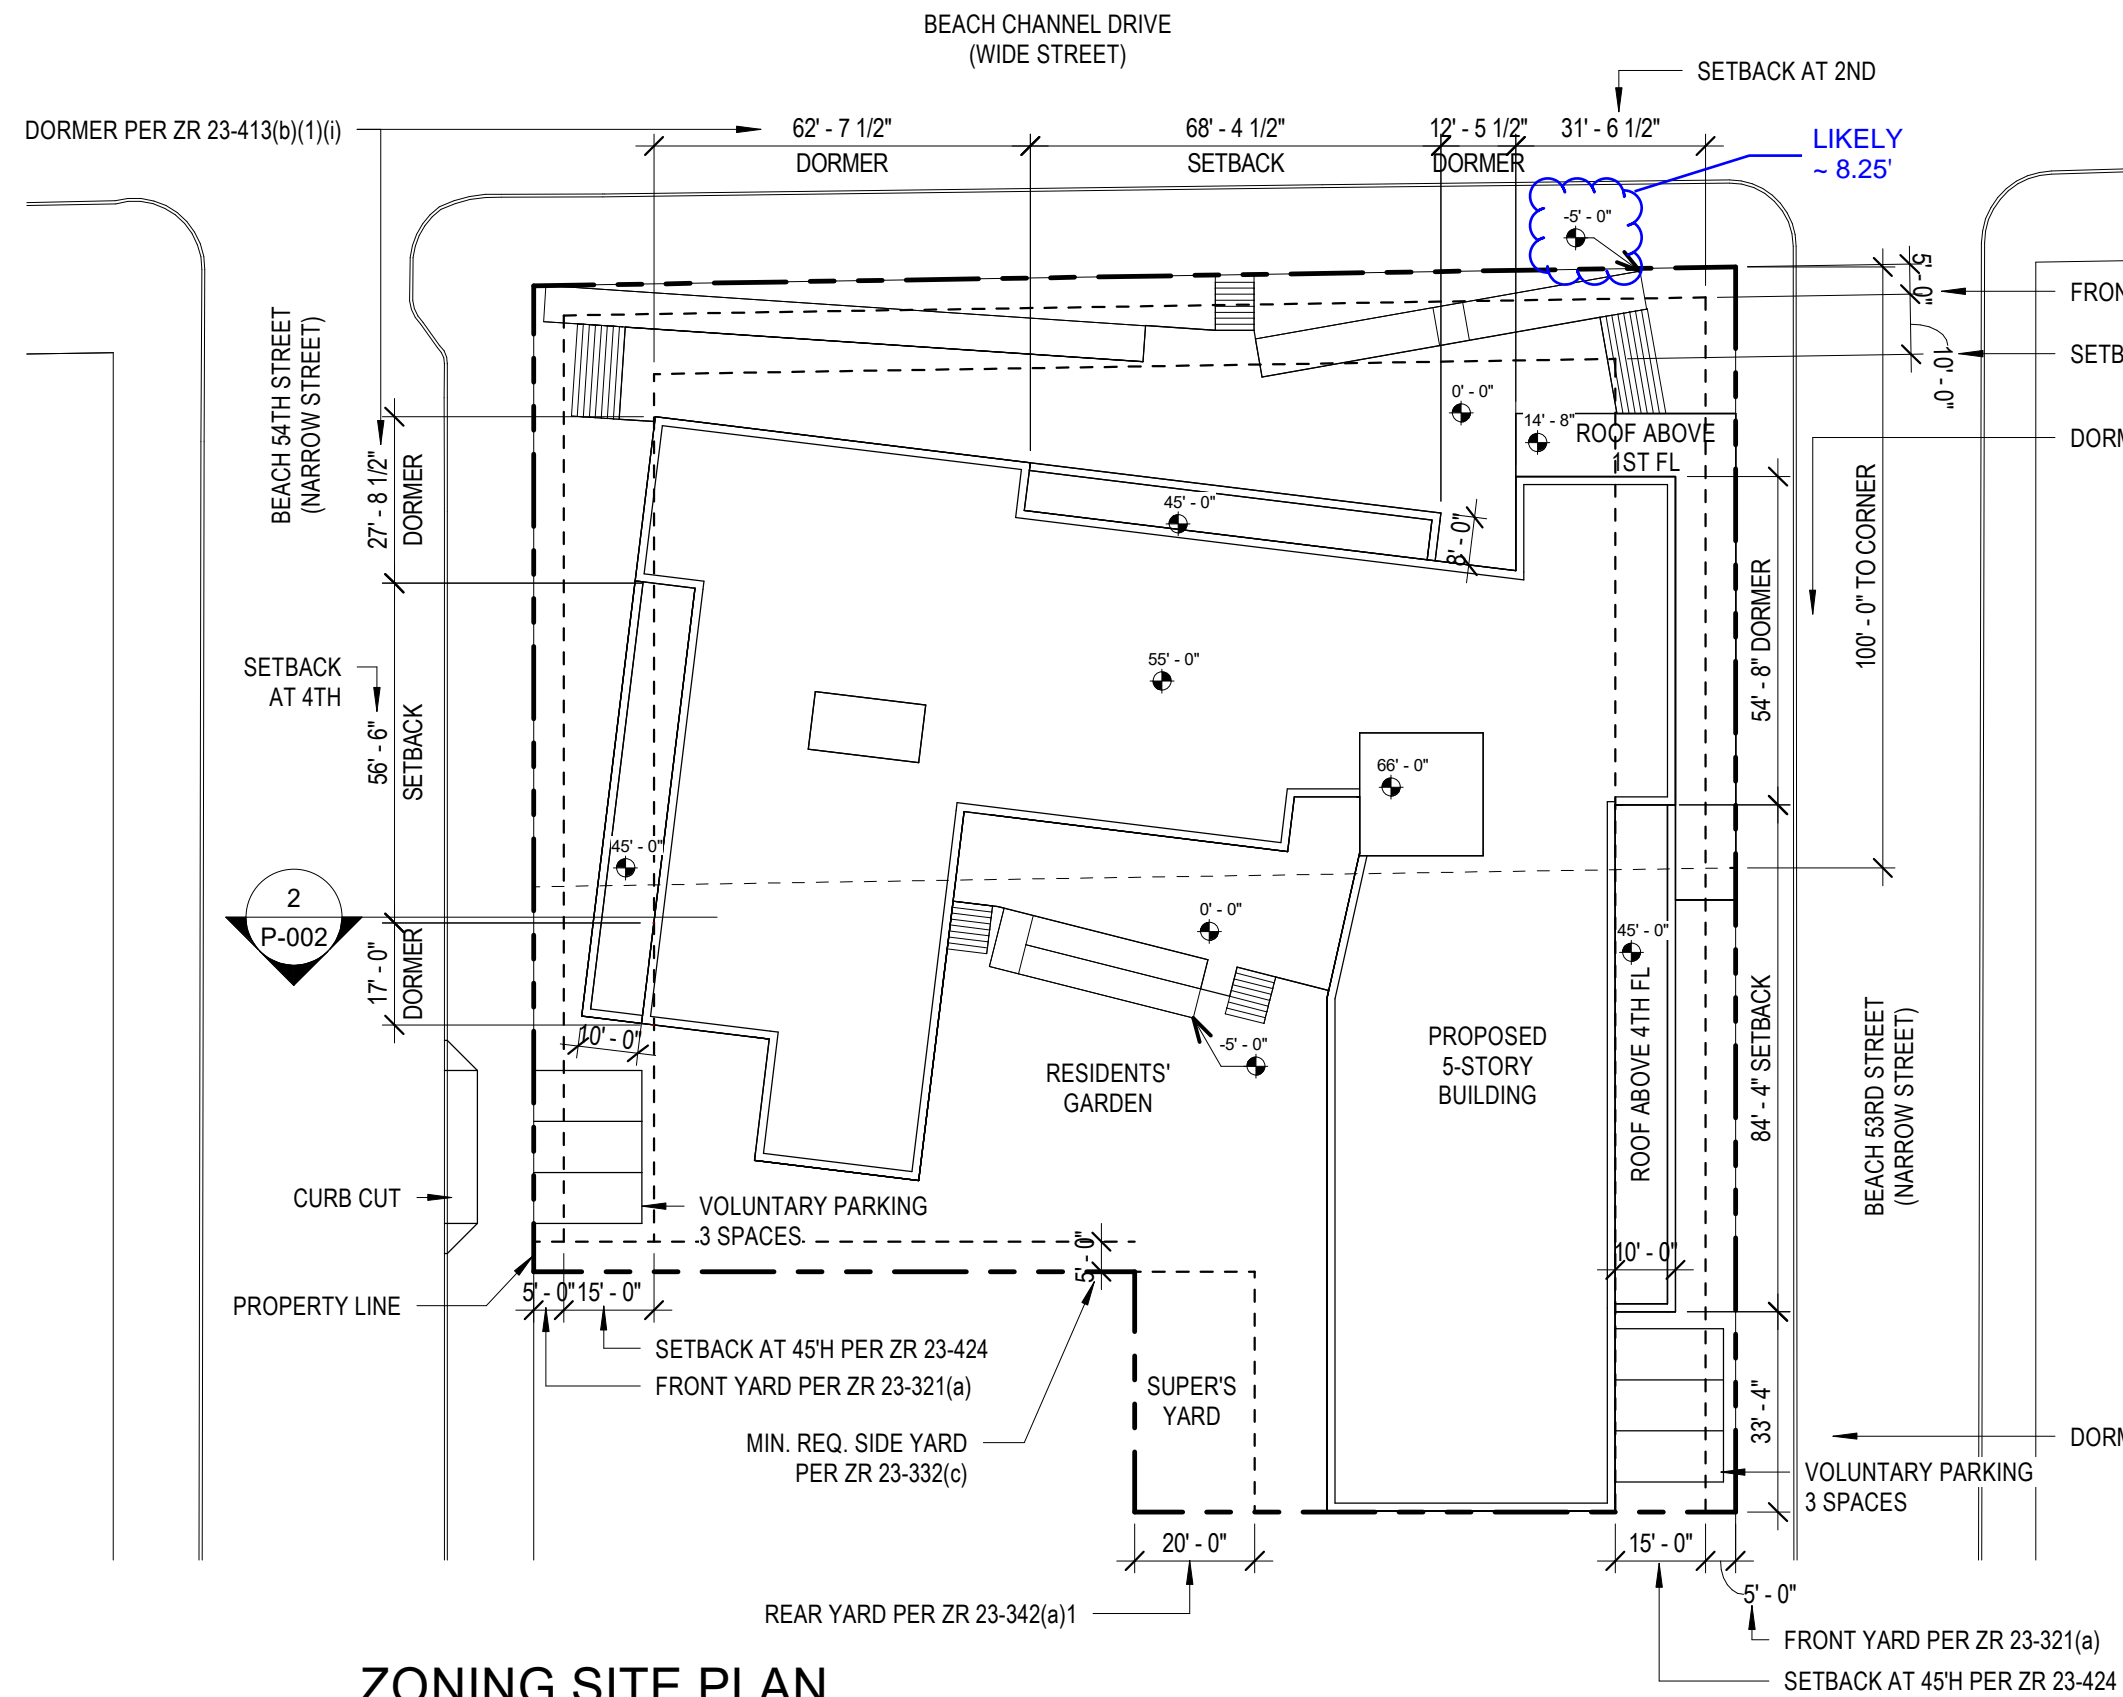 BEACH CHANNEL DRIVE
(WIDE STREET)
SETBACK AT 2ND
DORMER PER ZR 23-413(b)(1)(i)
62' - 7 1/2"
DORMER
68' - 4 1/2"
SETBACK
12' - 5 1/2"
DORMER
31' - 6 1/2"
LIKELY
~ 8.25'
-5' - 0"
5' - 0"
FRON
10' - 0"
SETB
BEACH 54TH STREET
(NARROW STREET)
27' - 8 1/2"
DORMER
0' - 0"
14' - 8"
ROOF ABOVE
1ST FL
DORM
45' - 0"
8' - 0"
100' - 0" TO CORNER
54' - 8" DORMER
SETBACK
AT 4TH
56' - 6"
SETBACK
55' - 0"
66' - 0"
45' - 0"
2
P-002
17' - 0"
DORMER
0' - 0"
45' - 0"
ROOF ABOVE 4TH FL
84' - 4" SETBACK
BEACH 53RD STREET
(NARROW STREET)
10' - 0"
-5' - 0"
RESIDENTS'
GARDEN
PROPOSED
5-STORY
BUILDING
CURB CUT
VOLUNTARY PARKING
3 SPACES
5' - 0"
10' - 0"
PROPERTY LINE
5' - 0"
15' - 0"
SETBACK AT 45'H PER ZR 23-424
FRONT YARD PER ZR 23-321(a)
SUPER'S
YARD
33' - 4"
MIN. REQ. SIDE YARD
PER ZR 23-332(c)
DORM
VOLUNTARY PARKING
3 SPACES
20' - 0"
15' - 0"
5' - 0"
REAR YARD PER ZR 23-342(a)1
FRONT YARD PER ZR 23-321(a)
SETBACK AT 45'H PER ZR 23-424
ZONING SITE PLAN